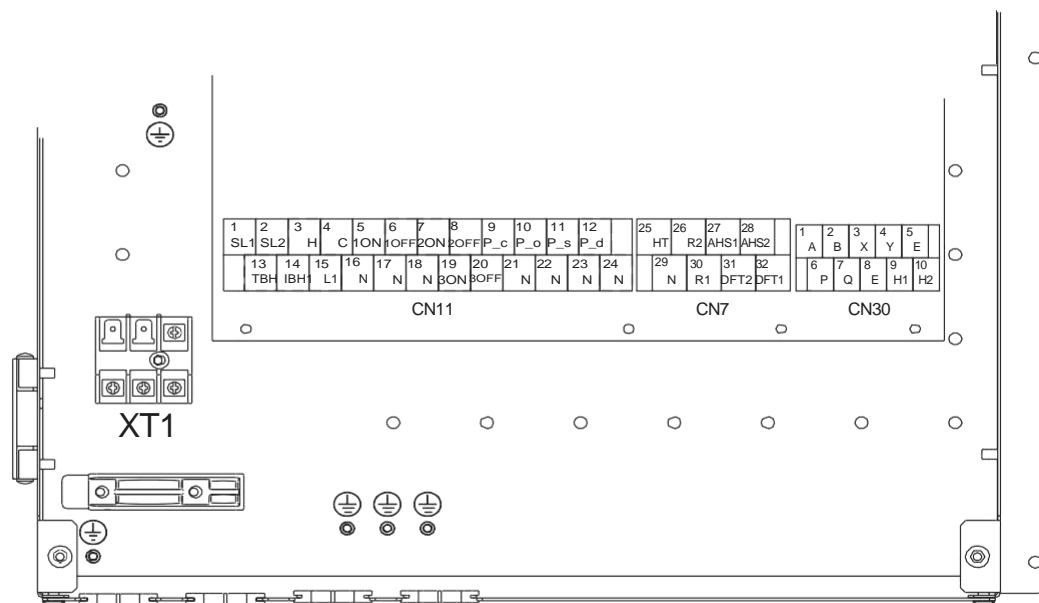 1 2 3 4 5 6 7 8 9 10 11 12
SL1 SL2 H C 1ON 1OFF 2ON 2OFF P_c P_o P_s P_d
13 14 15 16 17 18 19 20 21 22 23 24
TBH IBH1 L1 N N N 3ON 3OFF N N N N
CN11
25 26 27 28
HT R2 AHS1 AHS2
29 30 31 32
N R1 DFT2 DFT1
CN7
1 2 3 4 5
A B X Y E
6 7 8 9 10
P Q E H1 H2
CN30
XT1